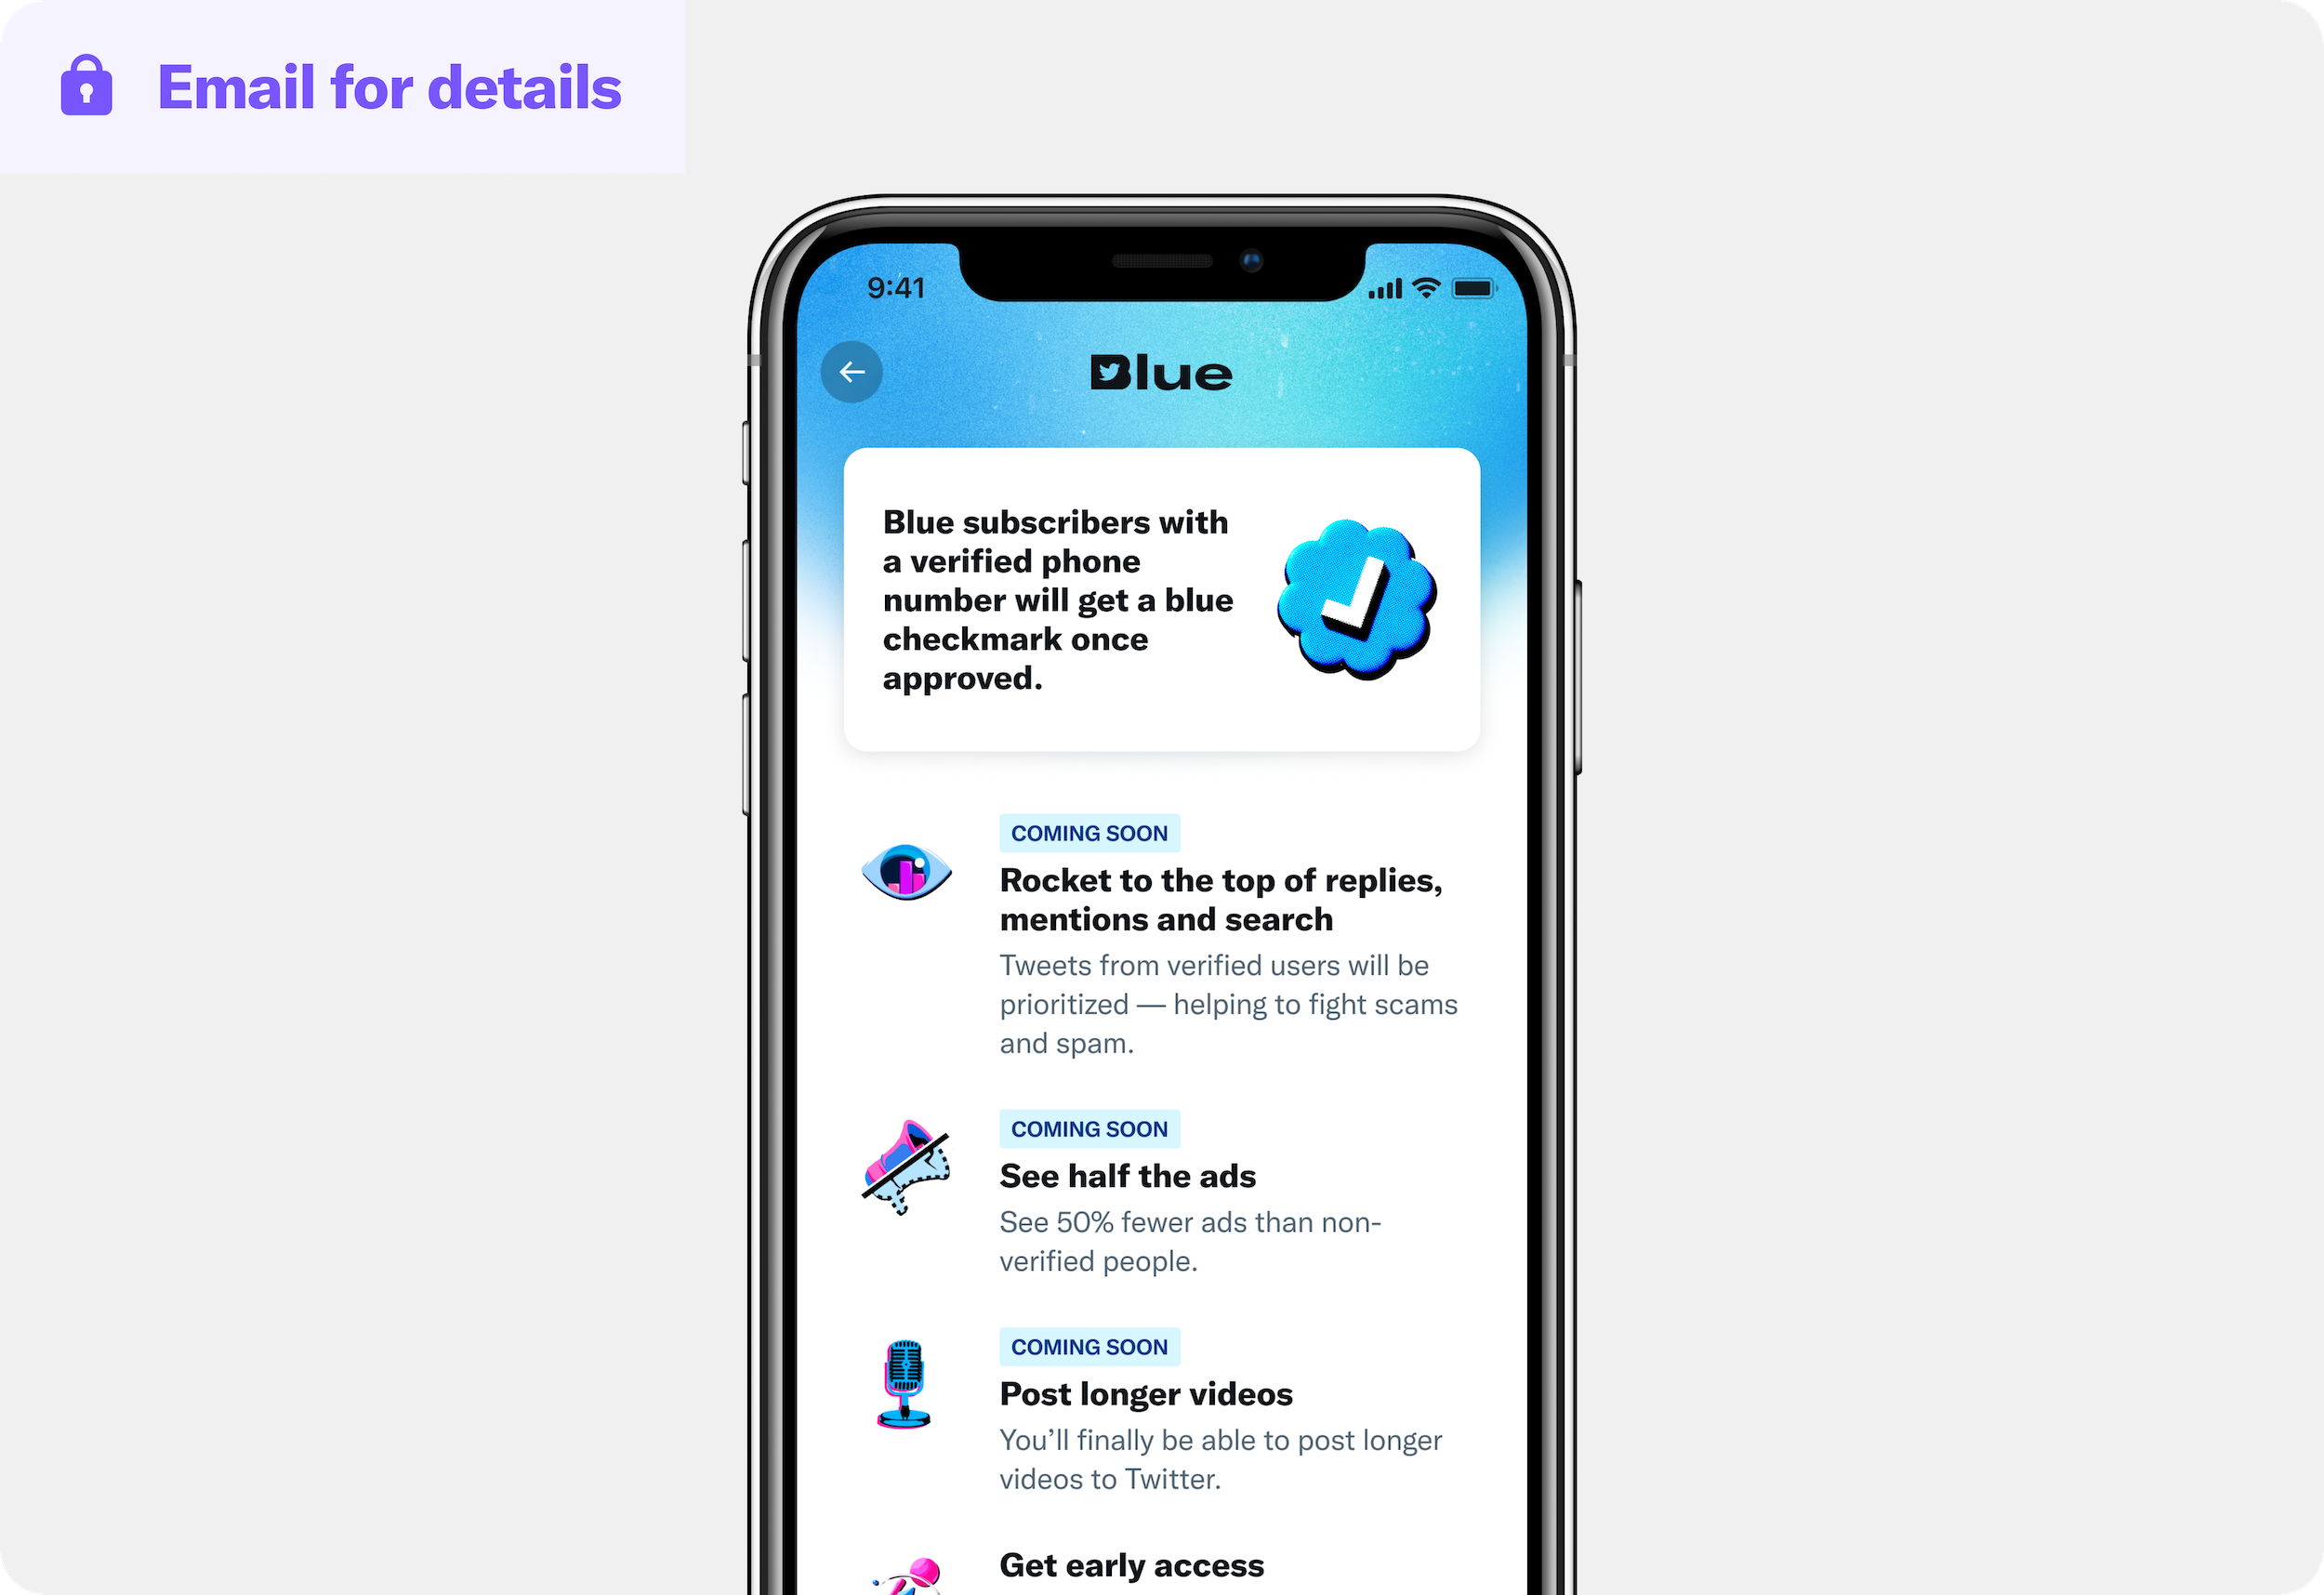 Email for details
9:41
Blue
Blue subscribers with
a verified phone
number will get a blue
checkmark once
approved.
COMING SOON
Rocket to the top of replies,
mentions and search
Tweets from verified users will be
prioritized — helping to fight scams
and spam.
COMING SOON
See half the ads
See 50% fewer ads than non-
verified people.
COMING SOON
Post longer videos
You’ll finally be able to post longer
videos to Twitter.
Get early access